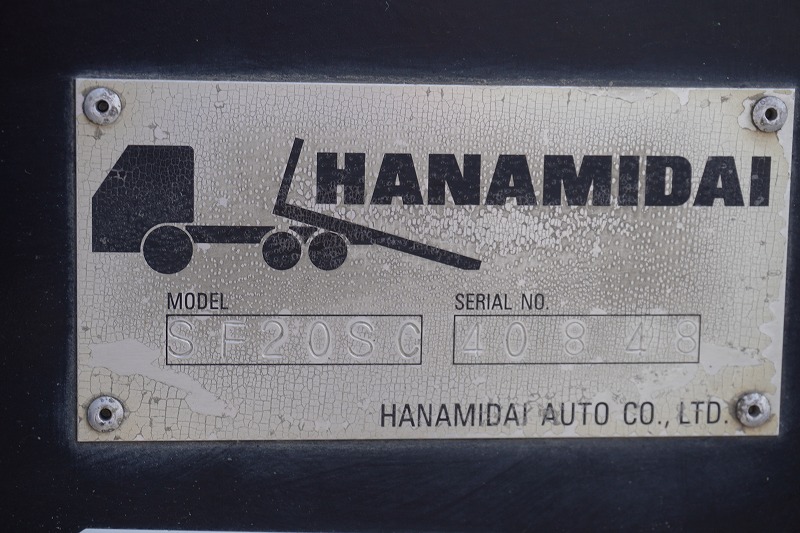 HANAMIDAI
MODEL
SF20SC
SERIAL NO.
40848
HANAMIDAI AUTO CO., LTD.